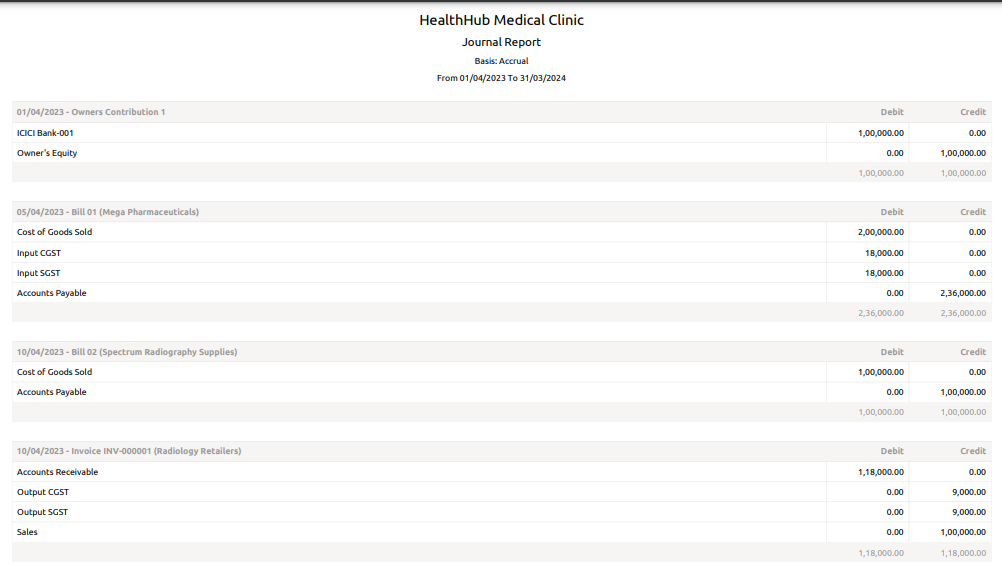 HealthHub Medical Clinic
Journal Report
Basis: Accrual
From 01/04/2023 To 31/03/2024
01/04/2023 - Owners Contribution 1 Debit Credit
ICICI Bank-001 1,00,000.00 0.00
Owner's Equity 0.00 1,00,000.00
1,00,000.00 1,00,000.00
05/04/2023 - Bill 01 (Mega Pharmaceuticals) Debit Credit
Cost of Goods Sold 2,00,000.00 0.00
Input CGST 18,000.00 0.00
Input SGST 18,000.00 0.00
Accounts Payable 0.00 2,36,000.00
2,36,000.00 2,36,000.00
10/04/2023 - Bill 02 (Spectrum Radiography Supplies) Debit Credit
Cost of Goods Sold 1,00,000.00 0.00
Accounts Payable 0.00 1,00,000.00
1,00,000.00 1,00,000.00
10/04/2023 - Invoice INV-000001 (Radiology Retailers) Debit Credit
Accounts Receivable 1,18,000.00 0.00
Output CGST 0.00 9,000.00
Output SGST 0.00 9,000.00
Sales 0.00 1,00,000.00
1,18,000.00 1,18,000.00